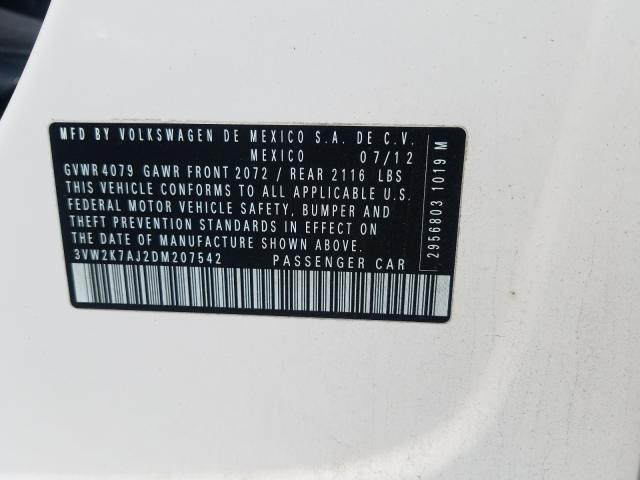 MFD BY VOLKSWAGEN DE MEXICO S.A. DE C.V.
MEXICO 07/12
GVWR 4079 GAWR FRONT 2072 / REAR 2116 LBS
THIS VEHICLE CONFORMS TO ALL APPLICABLE U.S.
FEDERAL MOTOR VEHICLE SAFETY, BUMPER AND
THEFT PREVENTION STANDARDS IN EFFECT ON
THE DATE OF MANUFACTURE SHOWN ABOVE
3VW2K7AJ2DM207542 PASSENGER CAR
2956803 1019 M